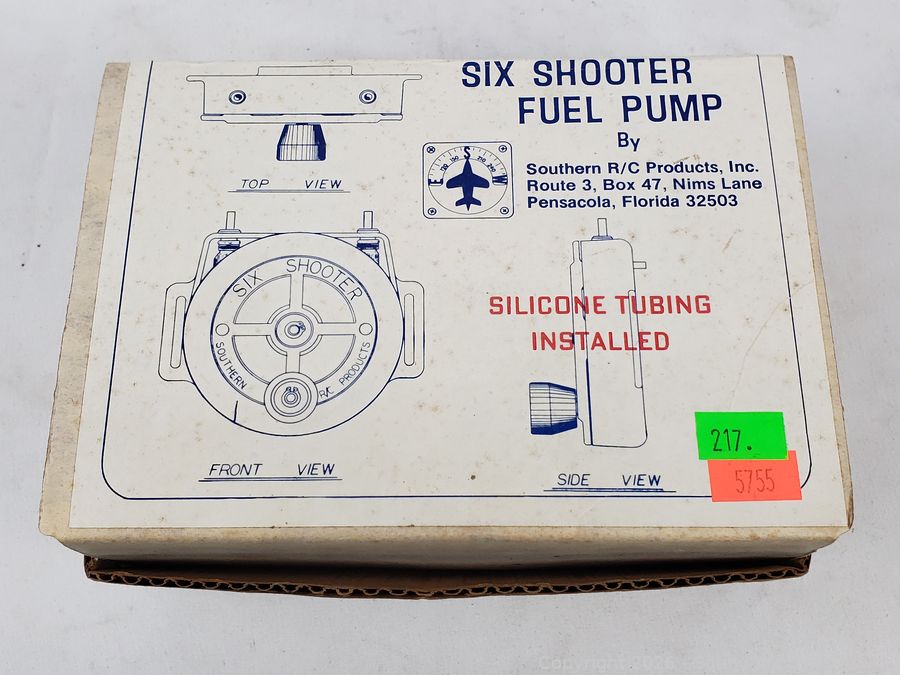 SIX SHOOTER
FUEL PUMP
By
Southern R/C Products, Inc.
Route 3, Box 47, Nims Lane
Pensacola, Florida 32503
E S W
TOP VIEW
SIX SHOOTER
SOUTHERN R/C PRODUCTS
SILICONE TUBING
INSTALLED
217.
5755
FRONT VIEW
SIDE VIEW